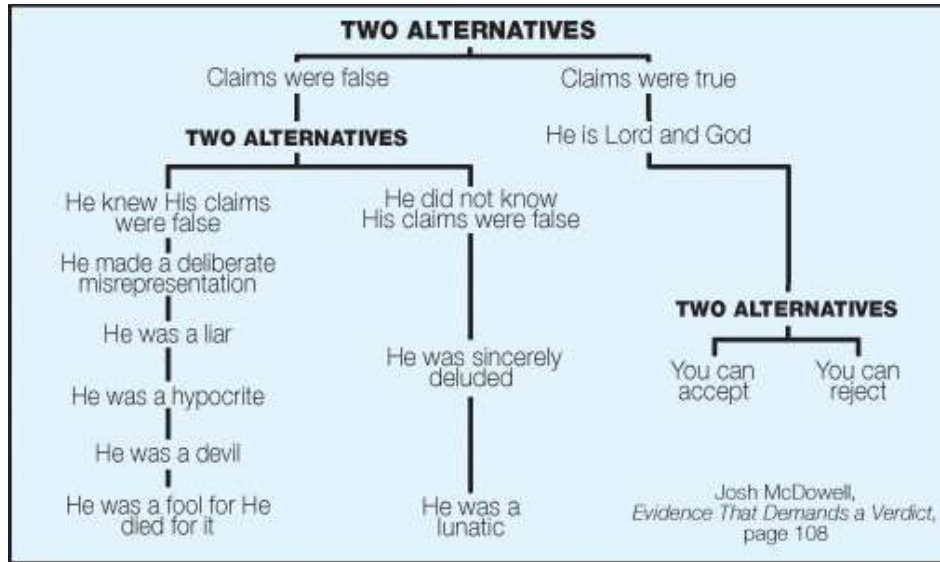 TWO ALTERNATIVES
Claims were false
Claims were true
TWO ALTERNATIVES
He is Lord and God
He knew His claims
were false
He did not know
His claims were false
He made a deliberate
misrepresentation
TWO ALTERNATIVES
He was a liar
He was sincerely
deluded
You can
accept
You can
reject
He was a hypocrite
He was a devil
He was a fool for He
died for it
He was a
lunatic
Josh McDowell,
Evidence That Demands a Verdict,
page 108